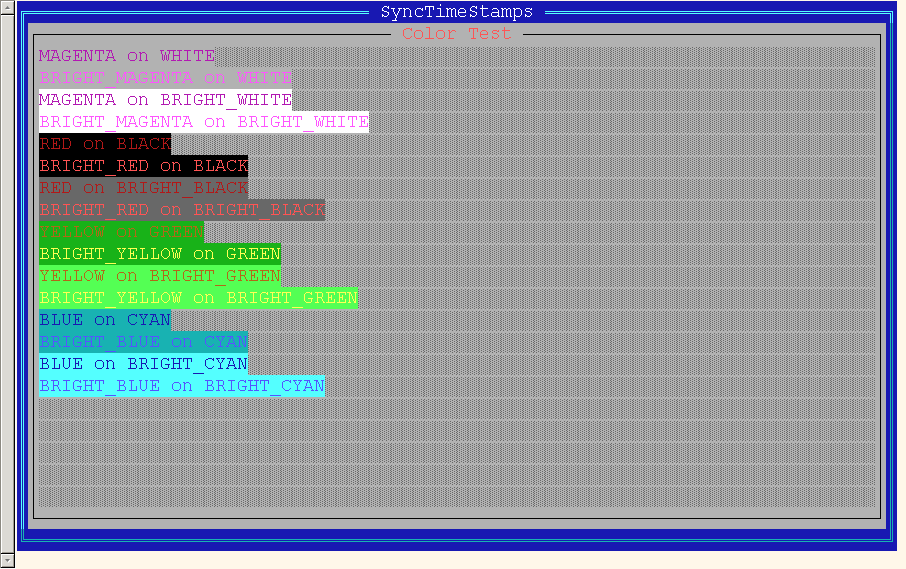 SyncTimeStamps
Color Test
MAGENTA on WHITE
BRIGHT_MAGENTA on WHITE
MAGENTA on BRIGHT_WHITE
BRIGHT_MAGENTA on BRIGHT_WHITE
RED on BLACK
BRIGHT_RED on BLACK
RED on BRIGHT_BLACK
BRIGHT_RED on BRIGHT_BLACK
YELLOW on GREEN
BRIGHT_YELLOW on GREEN
YELLOW on BRIGHT_GREEN
BRIGHT_YELLOW on BRIGHT_GREEN
BLUE on CYAN
BRIGHT_BLUE on CYAN
BLUE on BRIGHT_CYAN
BRIGHT_BLUE on BRIGHT_CYAN